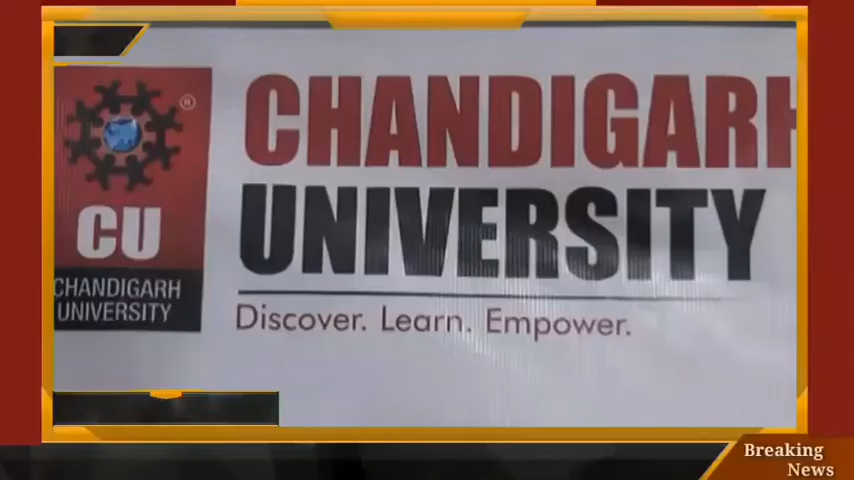 CHANDIGARH
UNIVERSITY
Discover. Learn. Empower.
®
CU
CHANDIGARH
UNIVERSITY
Breaking
News